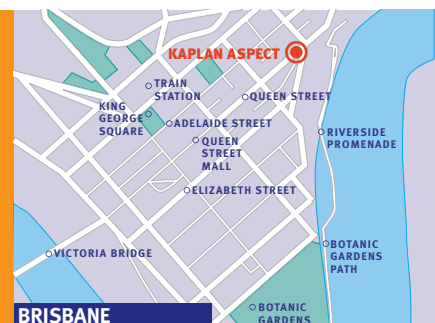 KAPLAN ASPECT
TRAIN
STATION
QUEEN STREET
KING
GEORGE
SQUARE
ADELAIDE STREET
RIVERSIDE
PROMENADE
QUEEN
STREET
MALL
ELIZABETH STREET
VICTORIA BRIDGE
BOTANIC
GARDENS
PATH
BOTANIC
GARDENS
BRISBANE